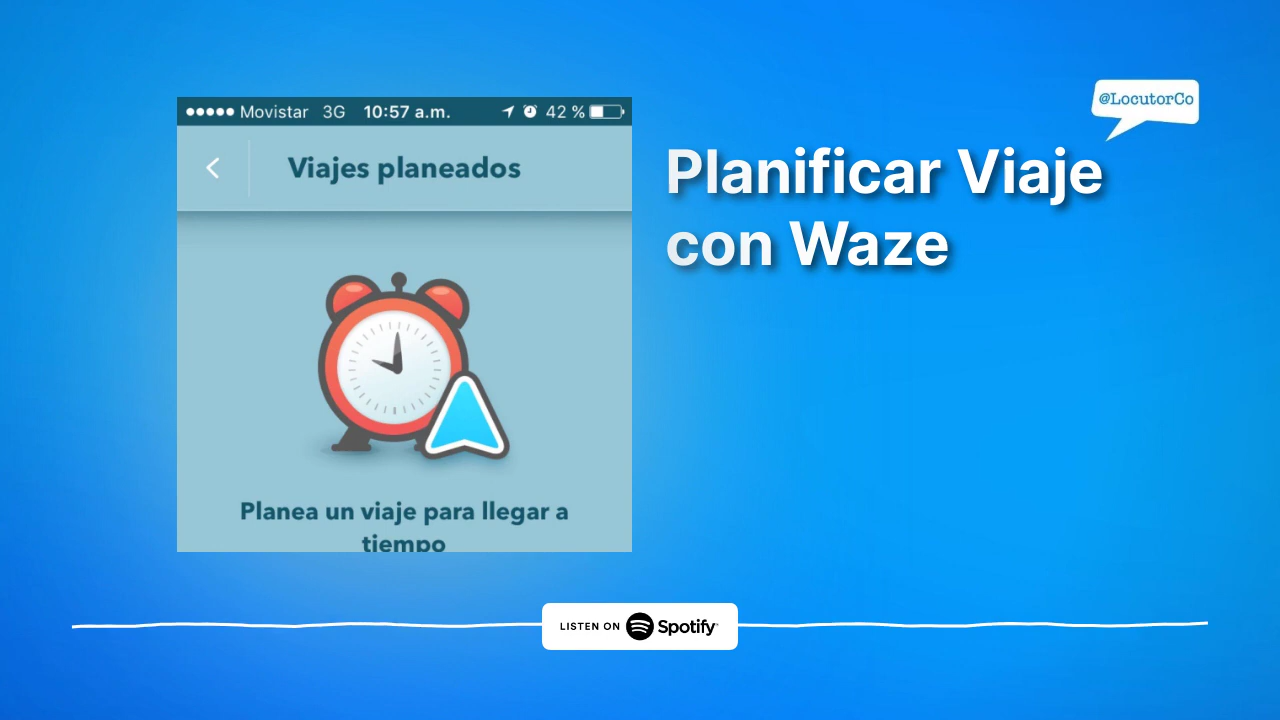 Movistar 3G 10:57 a.m. 42 %
Viajes planeados
Planea un viaje para llegar a
tiempo
@LocutorCo
Planificar Viaje
con Waze
LISTEN ON Spotify